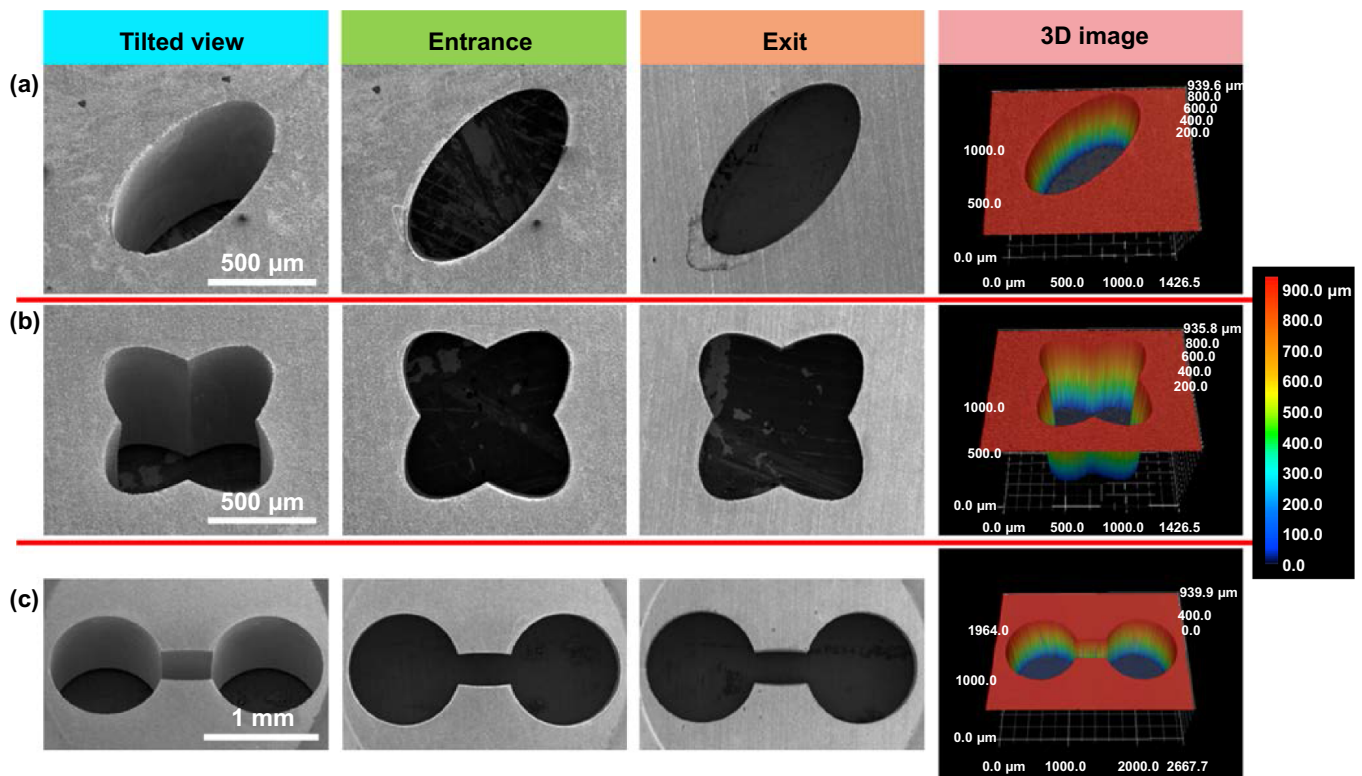 Tilted view
Entrance
Exit
3D image
(a)
500 µm
939.6 µm
800.0
600.0
400.0
200.0
1000.0
500.0
0.0 µm
0.0 µm 500.0 1000.0 1426.5
(b)
500 µm
935.8 µm
800.0
600.0
400.0
200.0
1000.0
500.0
0.0 µm
0.0 µm 500.0 1000.0 1426.5
(c)
1 mm
939.9 µm
400.0
0.0
1964.0
1000.0
0.0 µm
0.0 µm 1000.0 2000.0 2667.7
900.0 µm
800.0
700.0
600.0
500.0
400.0
300.0
200.0
100.0
0.0